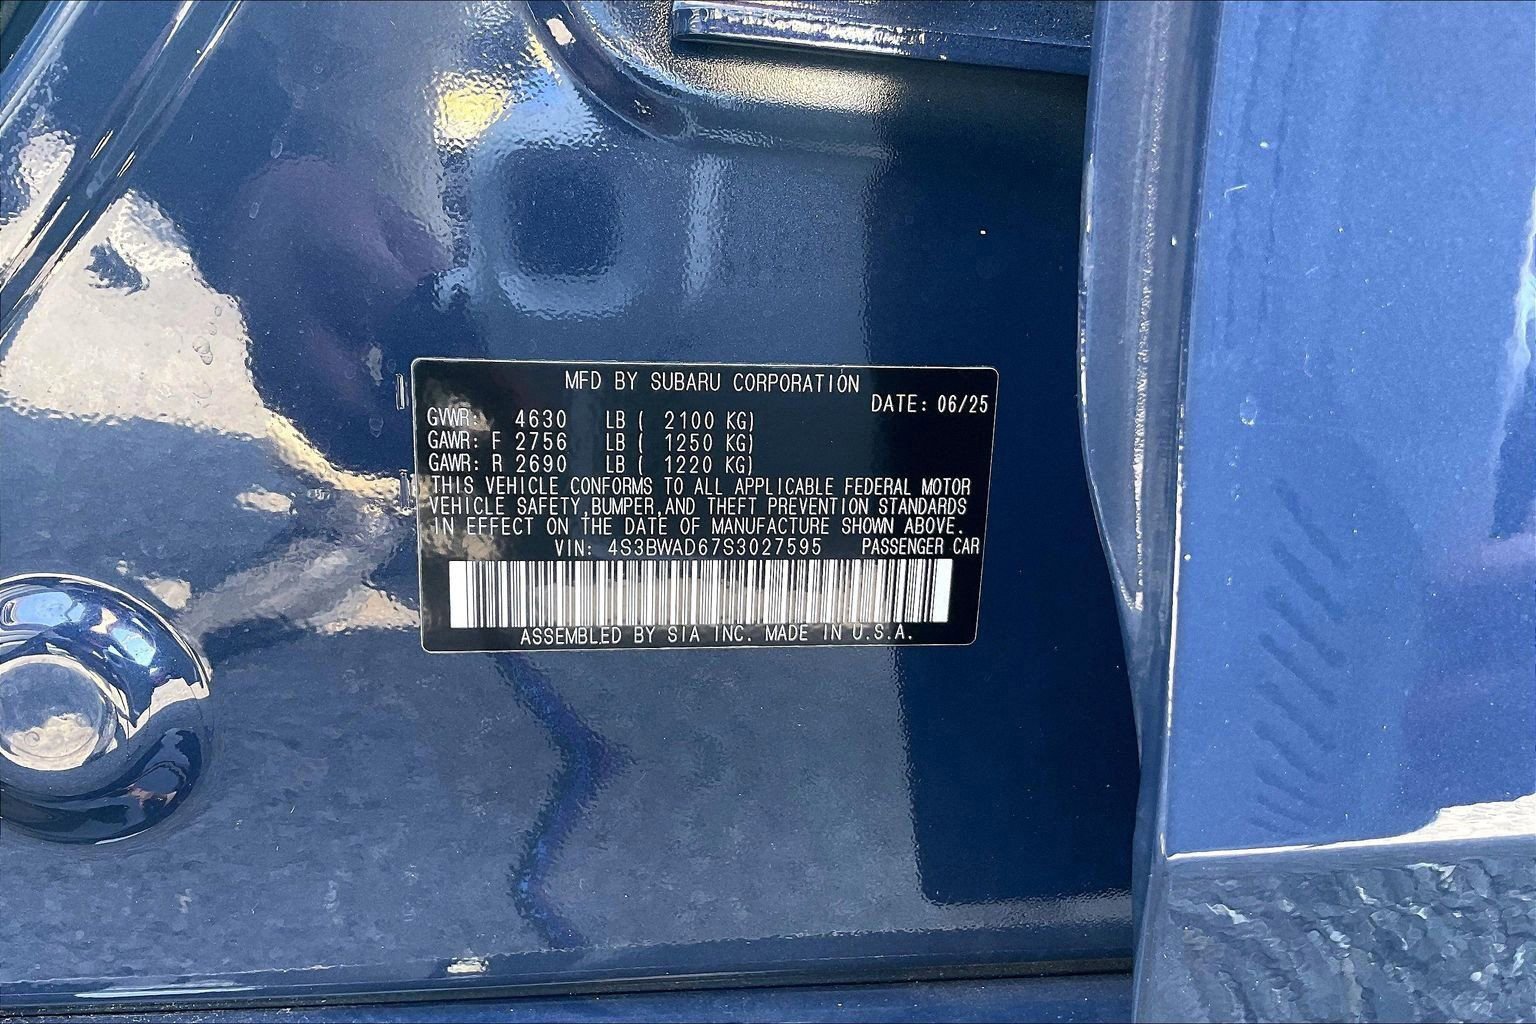 MFD BY SUBARU CORPORATION
DATE: 06/25
GVWR: 4630 LB ( 2100 KG)
GAWR: F 2756 LB ( 1250 KG)
GAWR: R 2690 LB ( 1220 KG)
THIS VEHICLE CONFORMS TO ALL APPLICABLE FEDERAL MOTOR
VEHICLE SAFETY,BUMPER,AND THEFT PREVENTION STANDARDS
IN EFFECT ON THE DATE OF MANUFACTURE SHOWN ABOVE.
VIN: 4S3BWAD67S3027595 PASSENGER CAR
ASSEMBLED BY SIA INC. MADE IN U.S.A.